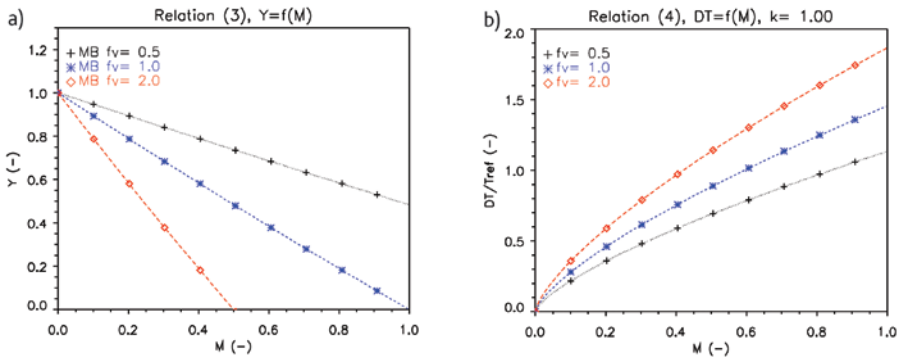 a)
Relation (3), Y=f(M)
MB fv= 0.5
MB fv= 1.0
MB fv= 2.0
1.2
1.0
0.8
0.6
0.4
0.2
0.0
Y (-)
0.0 0.2 0.4 0.6 0.8 1.0
M (-)
b)
Relation (4), DT=f(M), k= 1.00
fv= 0.5
fv= 1.0
fv= 2.0
2.0
1.5
1.0
0.5
0.0
DT/Tref (-)
0.0 0.2 0.4 0.6 0.8 1.0
M (-)